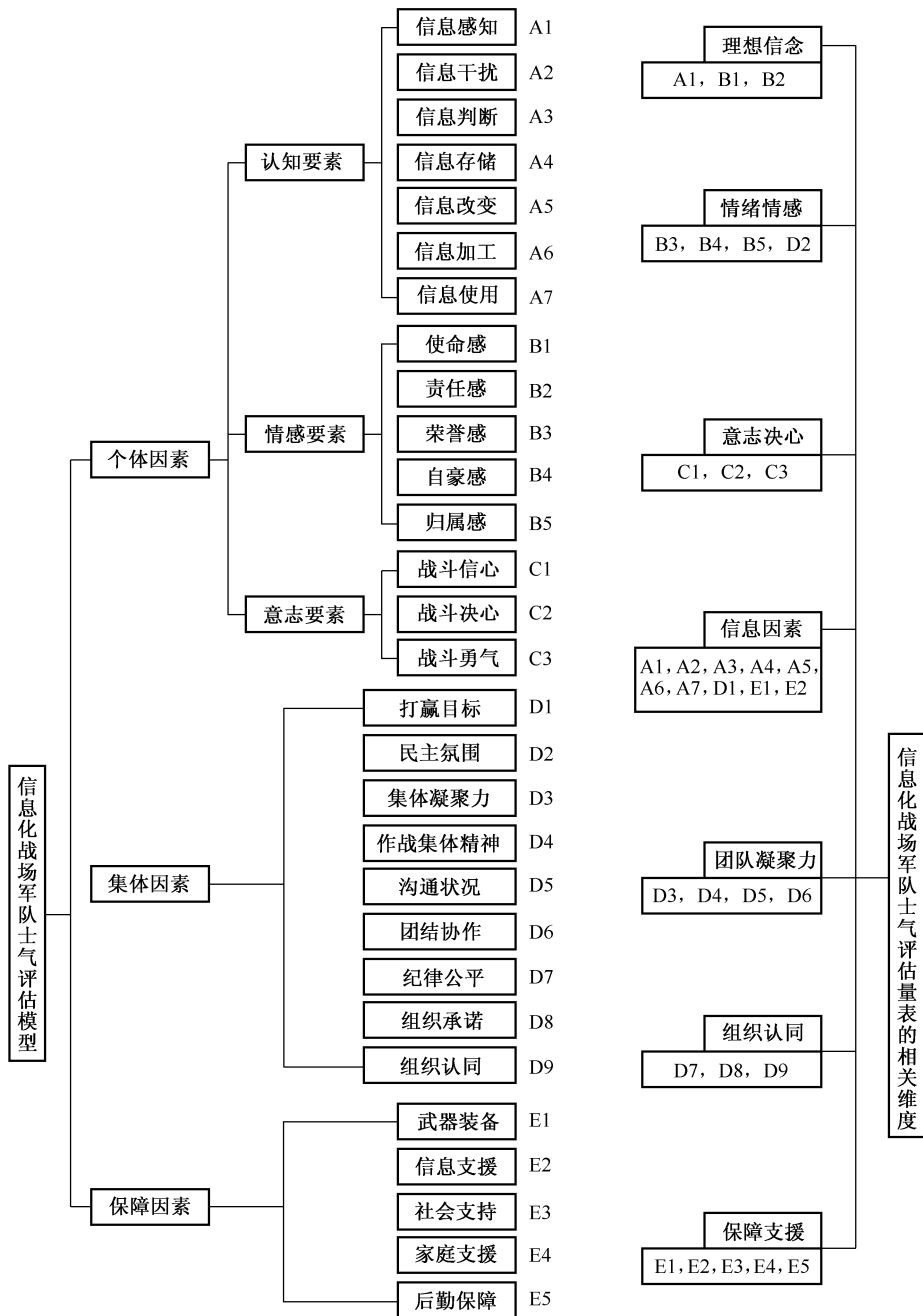 信息化战场军队士气评估模型
个体因素
认知要素
信息感知 A1
信息干扰 A2
信息判断 A3
信息存储 A4
信息改变 A5
信息加工 A6
信息使用 A7
情感要素
使命感 B1
责任感 B2
荣誉感 B3
自豪感 B4
归属感 B5
意志要素
战斗信心 C1
战斗决心 C2
战斗勇气 C3
集体因素
打赢目标 D1
民主氛围 D2
集体凝聚力 D3
作战集体精神 D4
沟通状况 D5
团结协作 D6
纪律公平 D7
组织承诺 D8
组织认同 D9
保障因素
武器装备 E1
信息支援 E2
社会支持 E3
家庭支援 E4
后勤保障 E5
理想信念
A1，B1，B2
情绪情感
B3，B4，B5，D2
意志决心
C1，C2，C3
信息因素
A1，A2，A3，A4，A5，
A6，A7，D1，E1，E2
团队凝聚力
D3，D4，D5，D6
组织认同
D7，D8，D9
保障支援
E1，E2，E3，E4，E5
信息化战场军队士气评估量表的相关维度